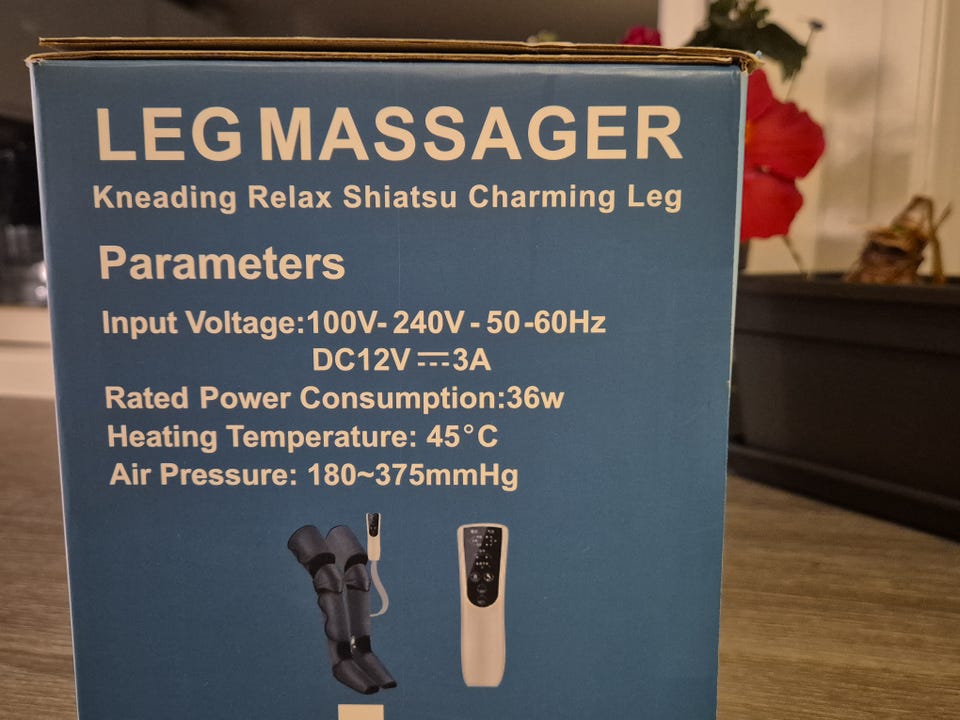 LEG MASSAGER
Kneading Relax Shiatsu Charming Leg
Parameters
Input Voltage:100V- 240V - 50-60Hz
DC12V ⎓3A
Rated Power Consumption:36w
Heating Temperature: 45°C
Air Pressure: 180~375mmHg